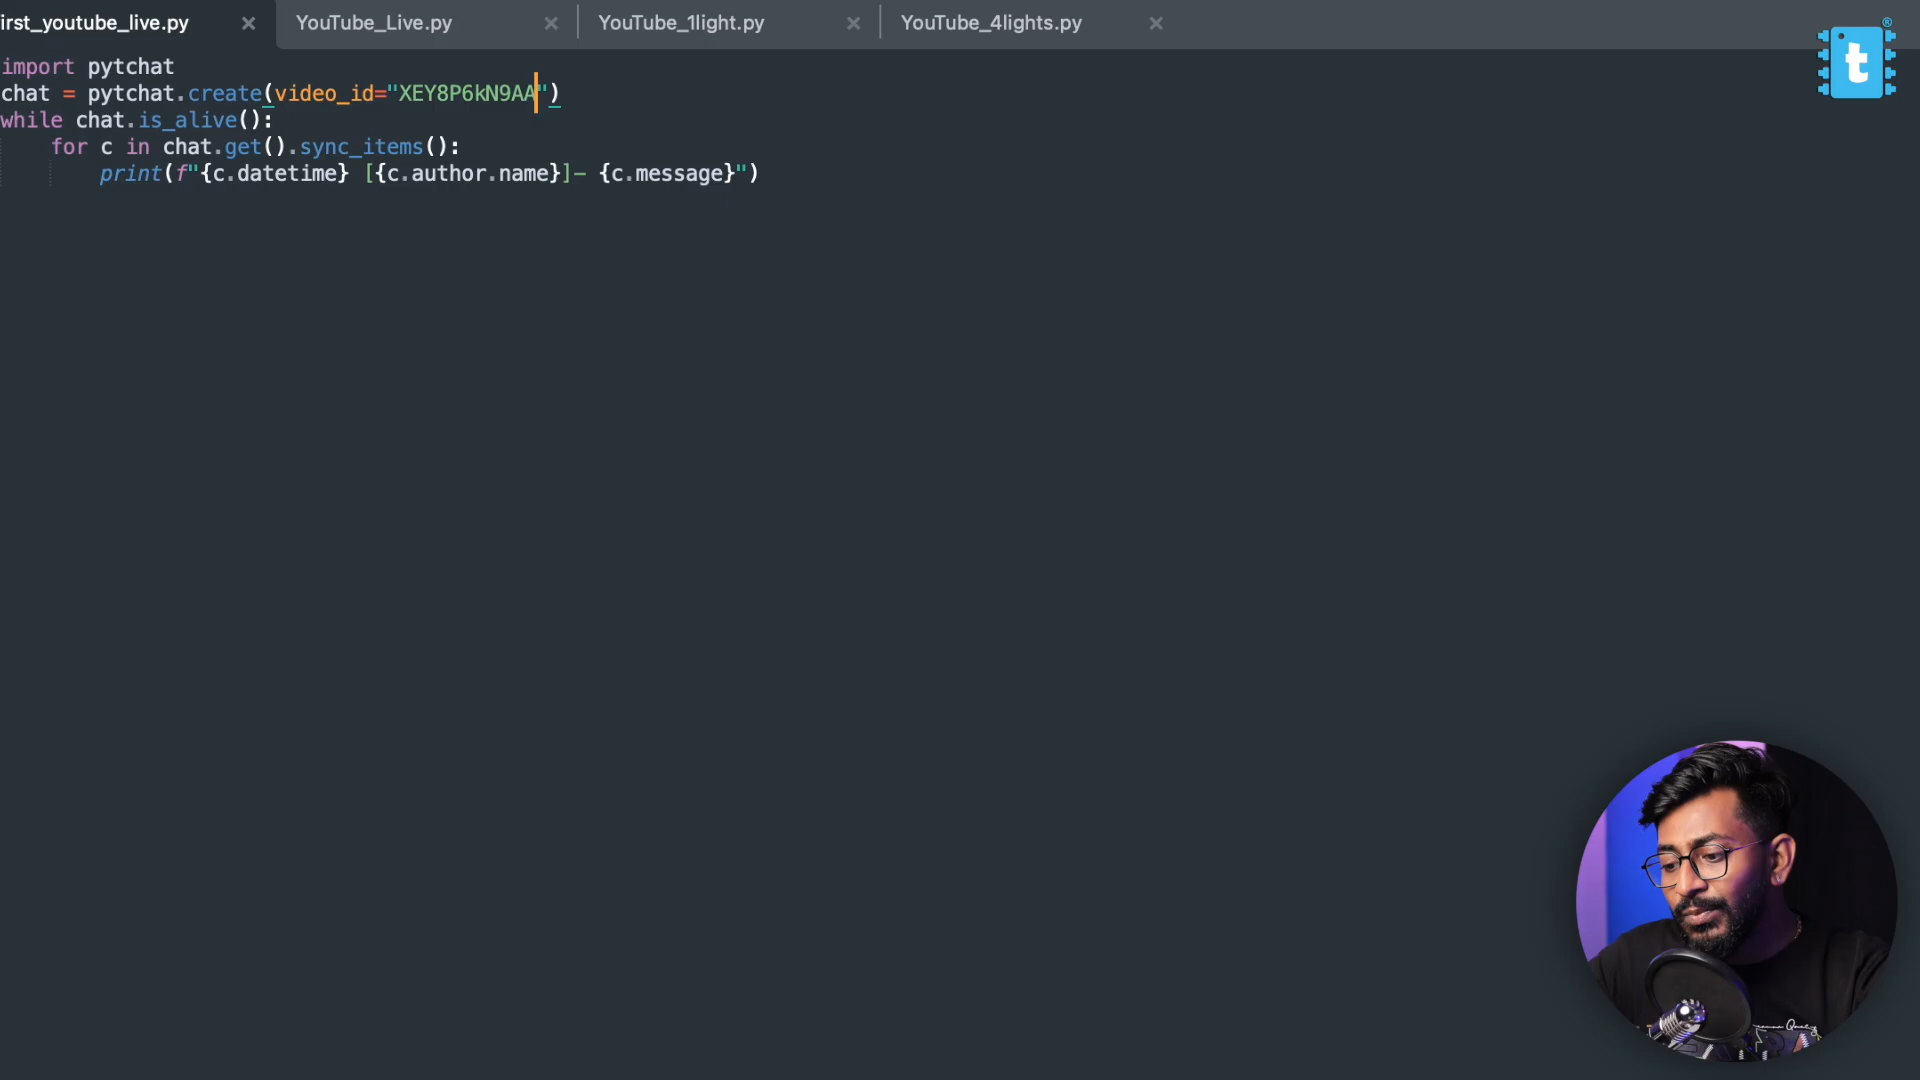 irst_youtube_live.py × YouTube_Live.py × YouTube_1light.py × YouTube_4lights.py ×
import pytchat
chat = pytchat.create(video_id="XEY8P6kN9AA")
while chat.is_alive():
for c in chat.get().sync_items():
print(f"{c.datetime} [{c.author.name}]- {c.message}")
t ®